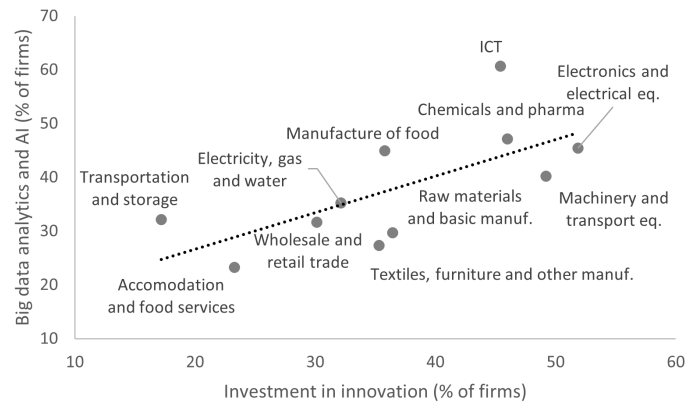 Big data analytics and AI (% of firms)
70
60
50
40
30
20
10
ICT
Electronics and
electrical eq.
Chemicals and pharma
Manufacture of food
Electricity, gas
and water
Transportation
and storage
Raw materials
and basic manuf.
Machinery and
transport eq.
Wholesale and
retail trade
Textiles, furniture and other manuf.
Accomodation
and food services
10
20
30
40
50
60
Investment in innovation (% of firms)